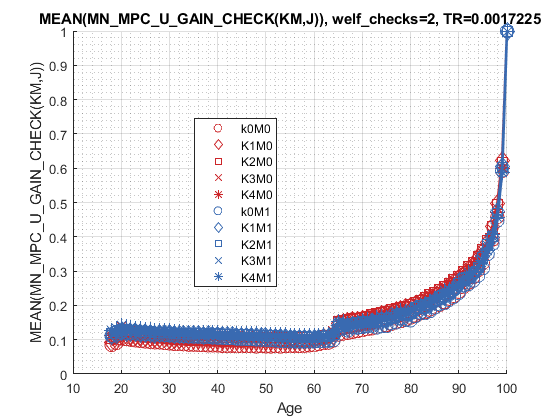 MEAN(MN_MPC_U_GAIN_CHECK(KM,J)), welf_checks=2, TR=0.0017225
MEAN(MN_MPC_U_GAIN_CHECK(KM,J))
1
0.9
0.8
0.7
0.6
0.5
0.4
0.3
0.2
0.1
0
k0M0
K1M0
K2M0
K3M0
K4M0
k0M1
K1M1
K2M1
K3M1
K4M1
10 20 30 40 50 60 70 80 90 100
Age